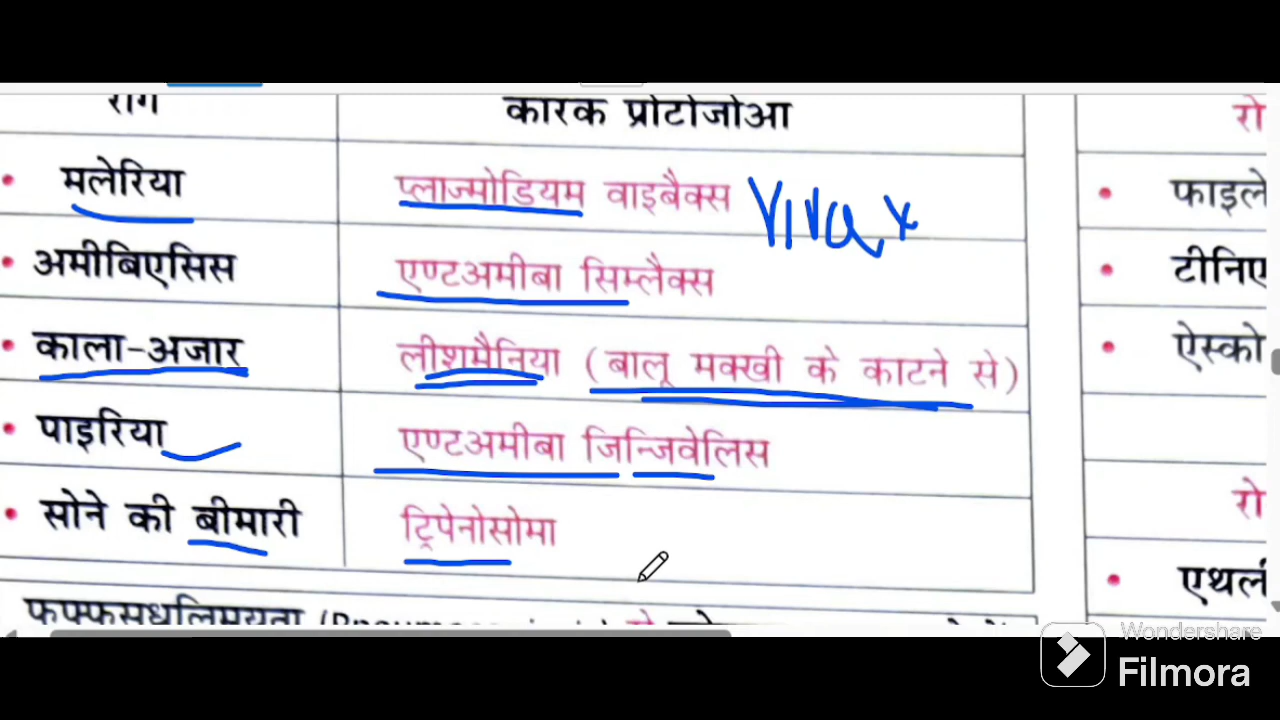 रोग कारक प्रोटोजोआ
• मलेरिया प्लाज्मोडियम वाइबैक्स Vivax
• अमीबिएसिस एण्टअमीबा सिम्लैक्स
• काला-अजार लीशमैनिया (बालू मक्खी के काटने से)
• पाइरिया एण्टअमीबा जिन्जिवेलिस
• सोने की बीमारी ट्रिपेनोसोमा
रो
• फाइले
• टीनिए
• ऐस्को
रो
• एथली
Wondershare
Filmora